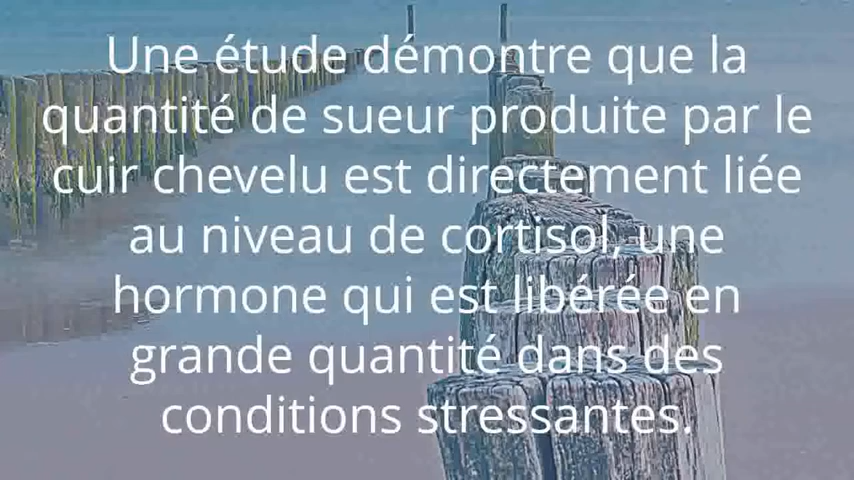 Une étude démontre que la
quantité de sueur produite par le
cuir chevelu est directement liée
au niveau de cortisol, une
hormone qui est libérée en
grande quantité dans des
conditions stressantes.